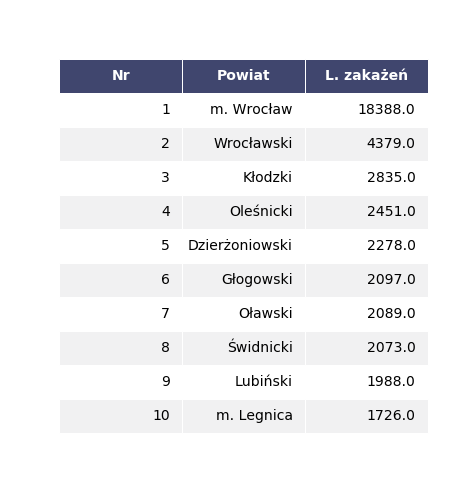 Nr Powiat L. zakażeń
1 m. Wrocław 18388.0
2 Wrocławski 4379.0
3 Kłodzki 2835.0
4 Oleśnicki 2451.0
5 Dzierżoniowski 2278.0
6 Głogowski 2097.0
7 Oławski 2089.0
8 Świdnicki 2073.0
9 Lubiński 1988.0
10 m. Legnica 1726.0